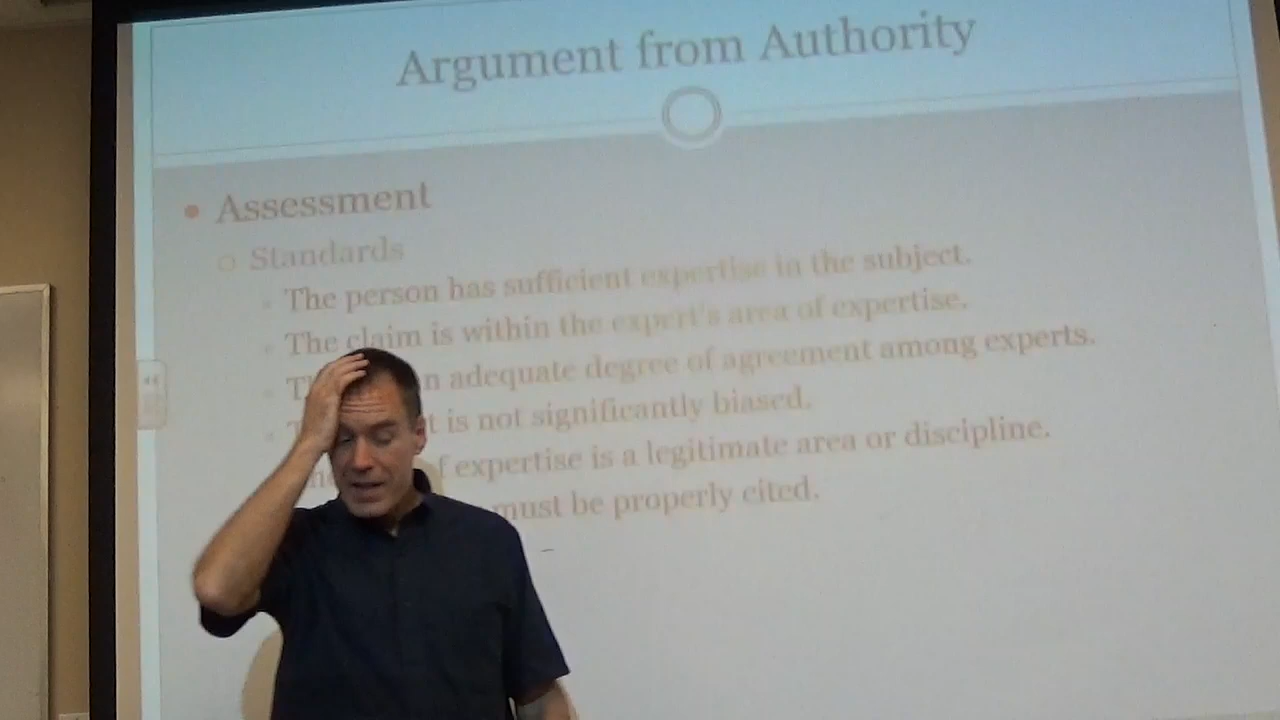 Argument from Authority
Assessment
Standards
The person has sufficient expertise in the subject.
The claim is within the expert's area of expertise.
adequate degree of agreement among experts.
is not significantly biased.
expertise is a legitimate area or discipline.
must be properly cited.